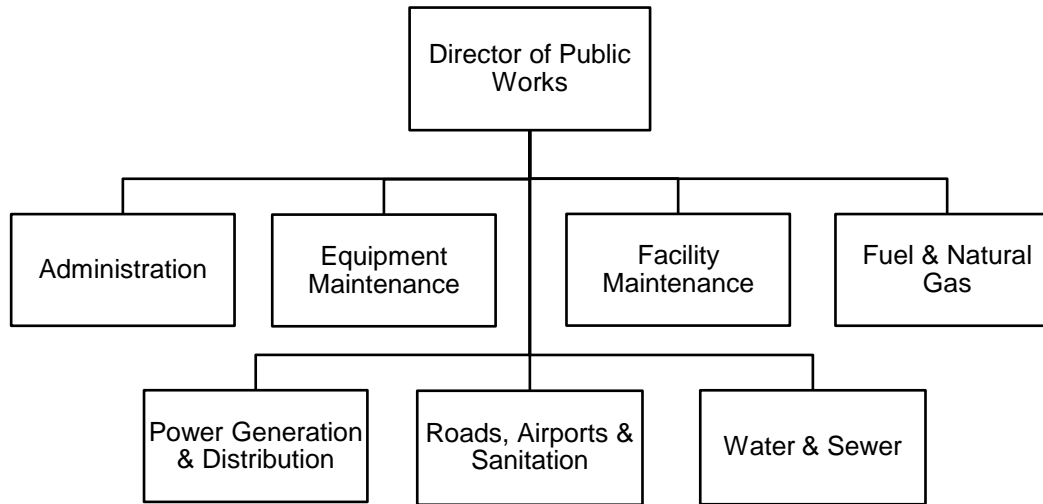 Director of Public
Works
Administration
Equipment
Maintenance
Facility
Maintenance
Fuel & Natural
Gas
Power Generation
& Distribution
Roads, Airports &
Sanitation
Water & Sewer